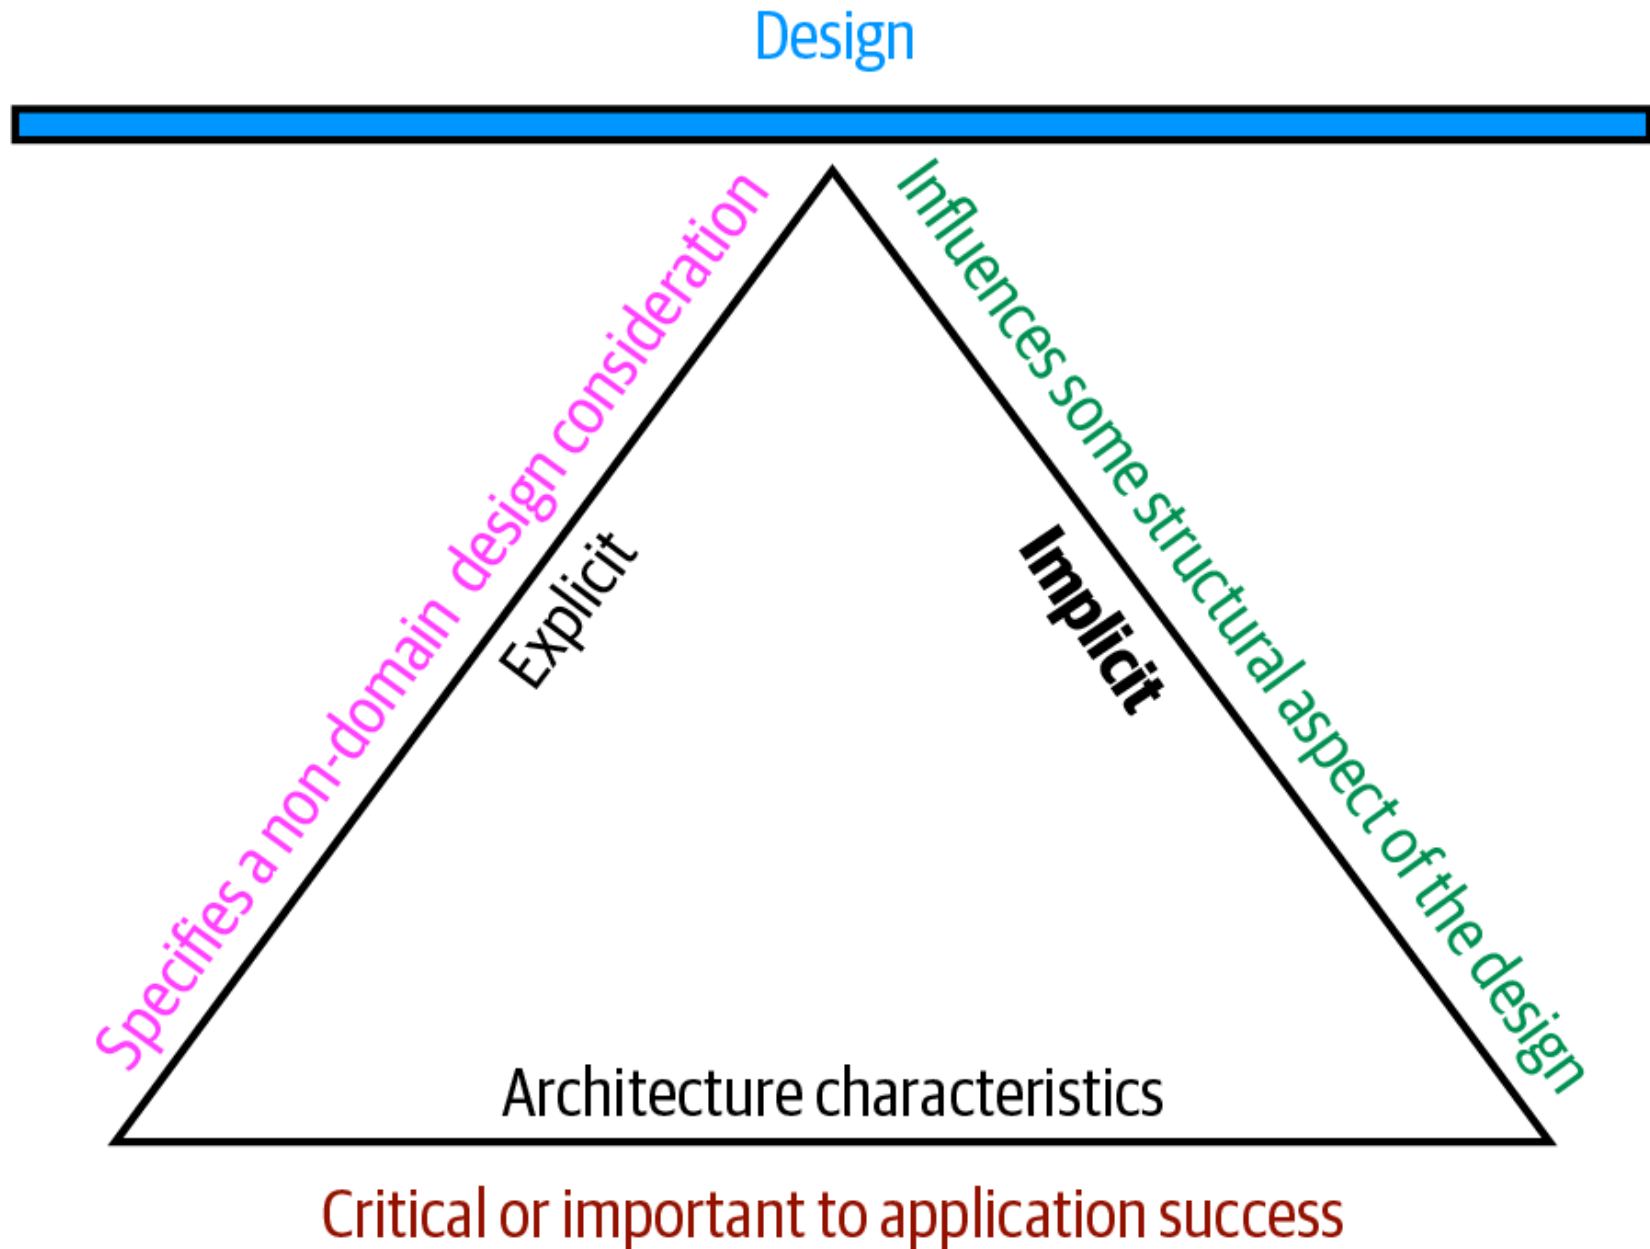 Design
Specifies a non-domain design consideration
Influences some structural aspect of the design
Explicit
Implicit
Architecture characteristics
Critical or important to application success